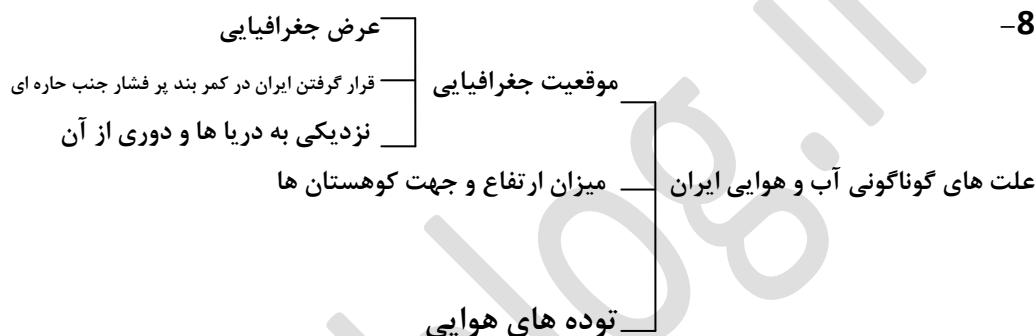 8-
علت های گوناگونی آب و هوایی ایران
موقعیت جغرافیایی
عرض جغرافیایی
قرار گرفتن ایران در کمر بند پر فشار جنب حاره ای
نزدیکی به دریا ها و دوری از آن
میزان ارتفاع و جهت کوهستان ها
توده های هوایی